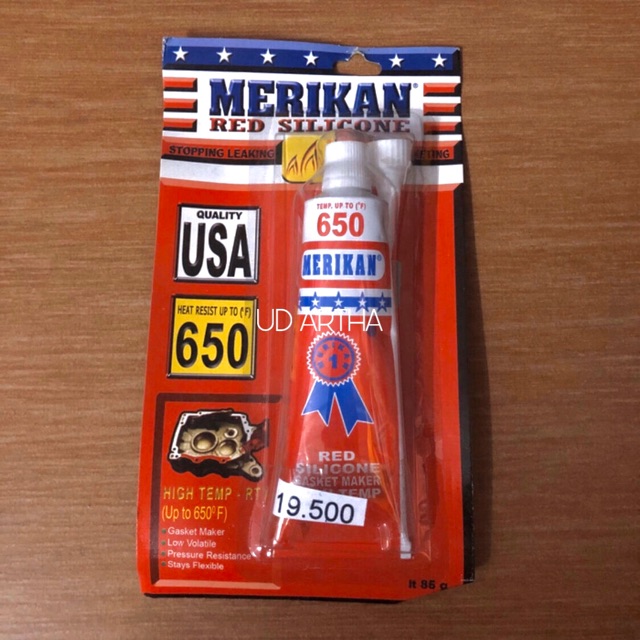 MERIKAN®
RED SILICONE
STOPPING LEAKING
TEMP. UP TO (°F)
650
MERIKAN®
QUALITY
USA
HEAT RESIST UP TO (°F)
650
UD ARTHA
1
RED
SILICONE
GASKET MAKER
TEMP
19.500
HIGH TEMP - RT
(Up to 650°F)
- Gasket Maker
- Low Volatile
- Pressure Resistance
- Stays Flexible
86 g